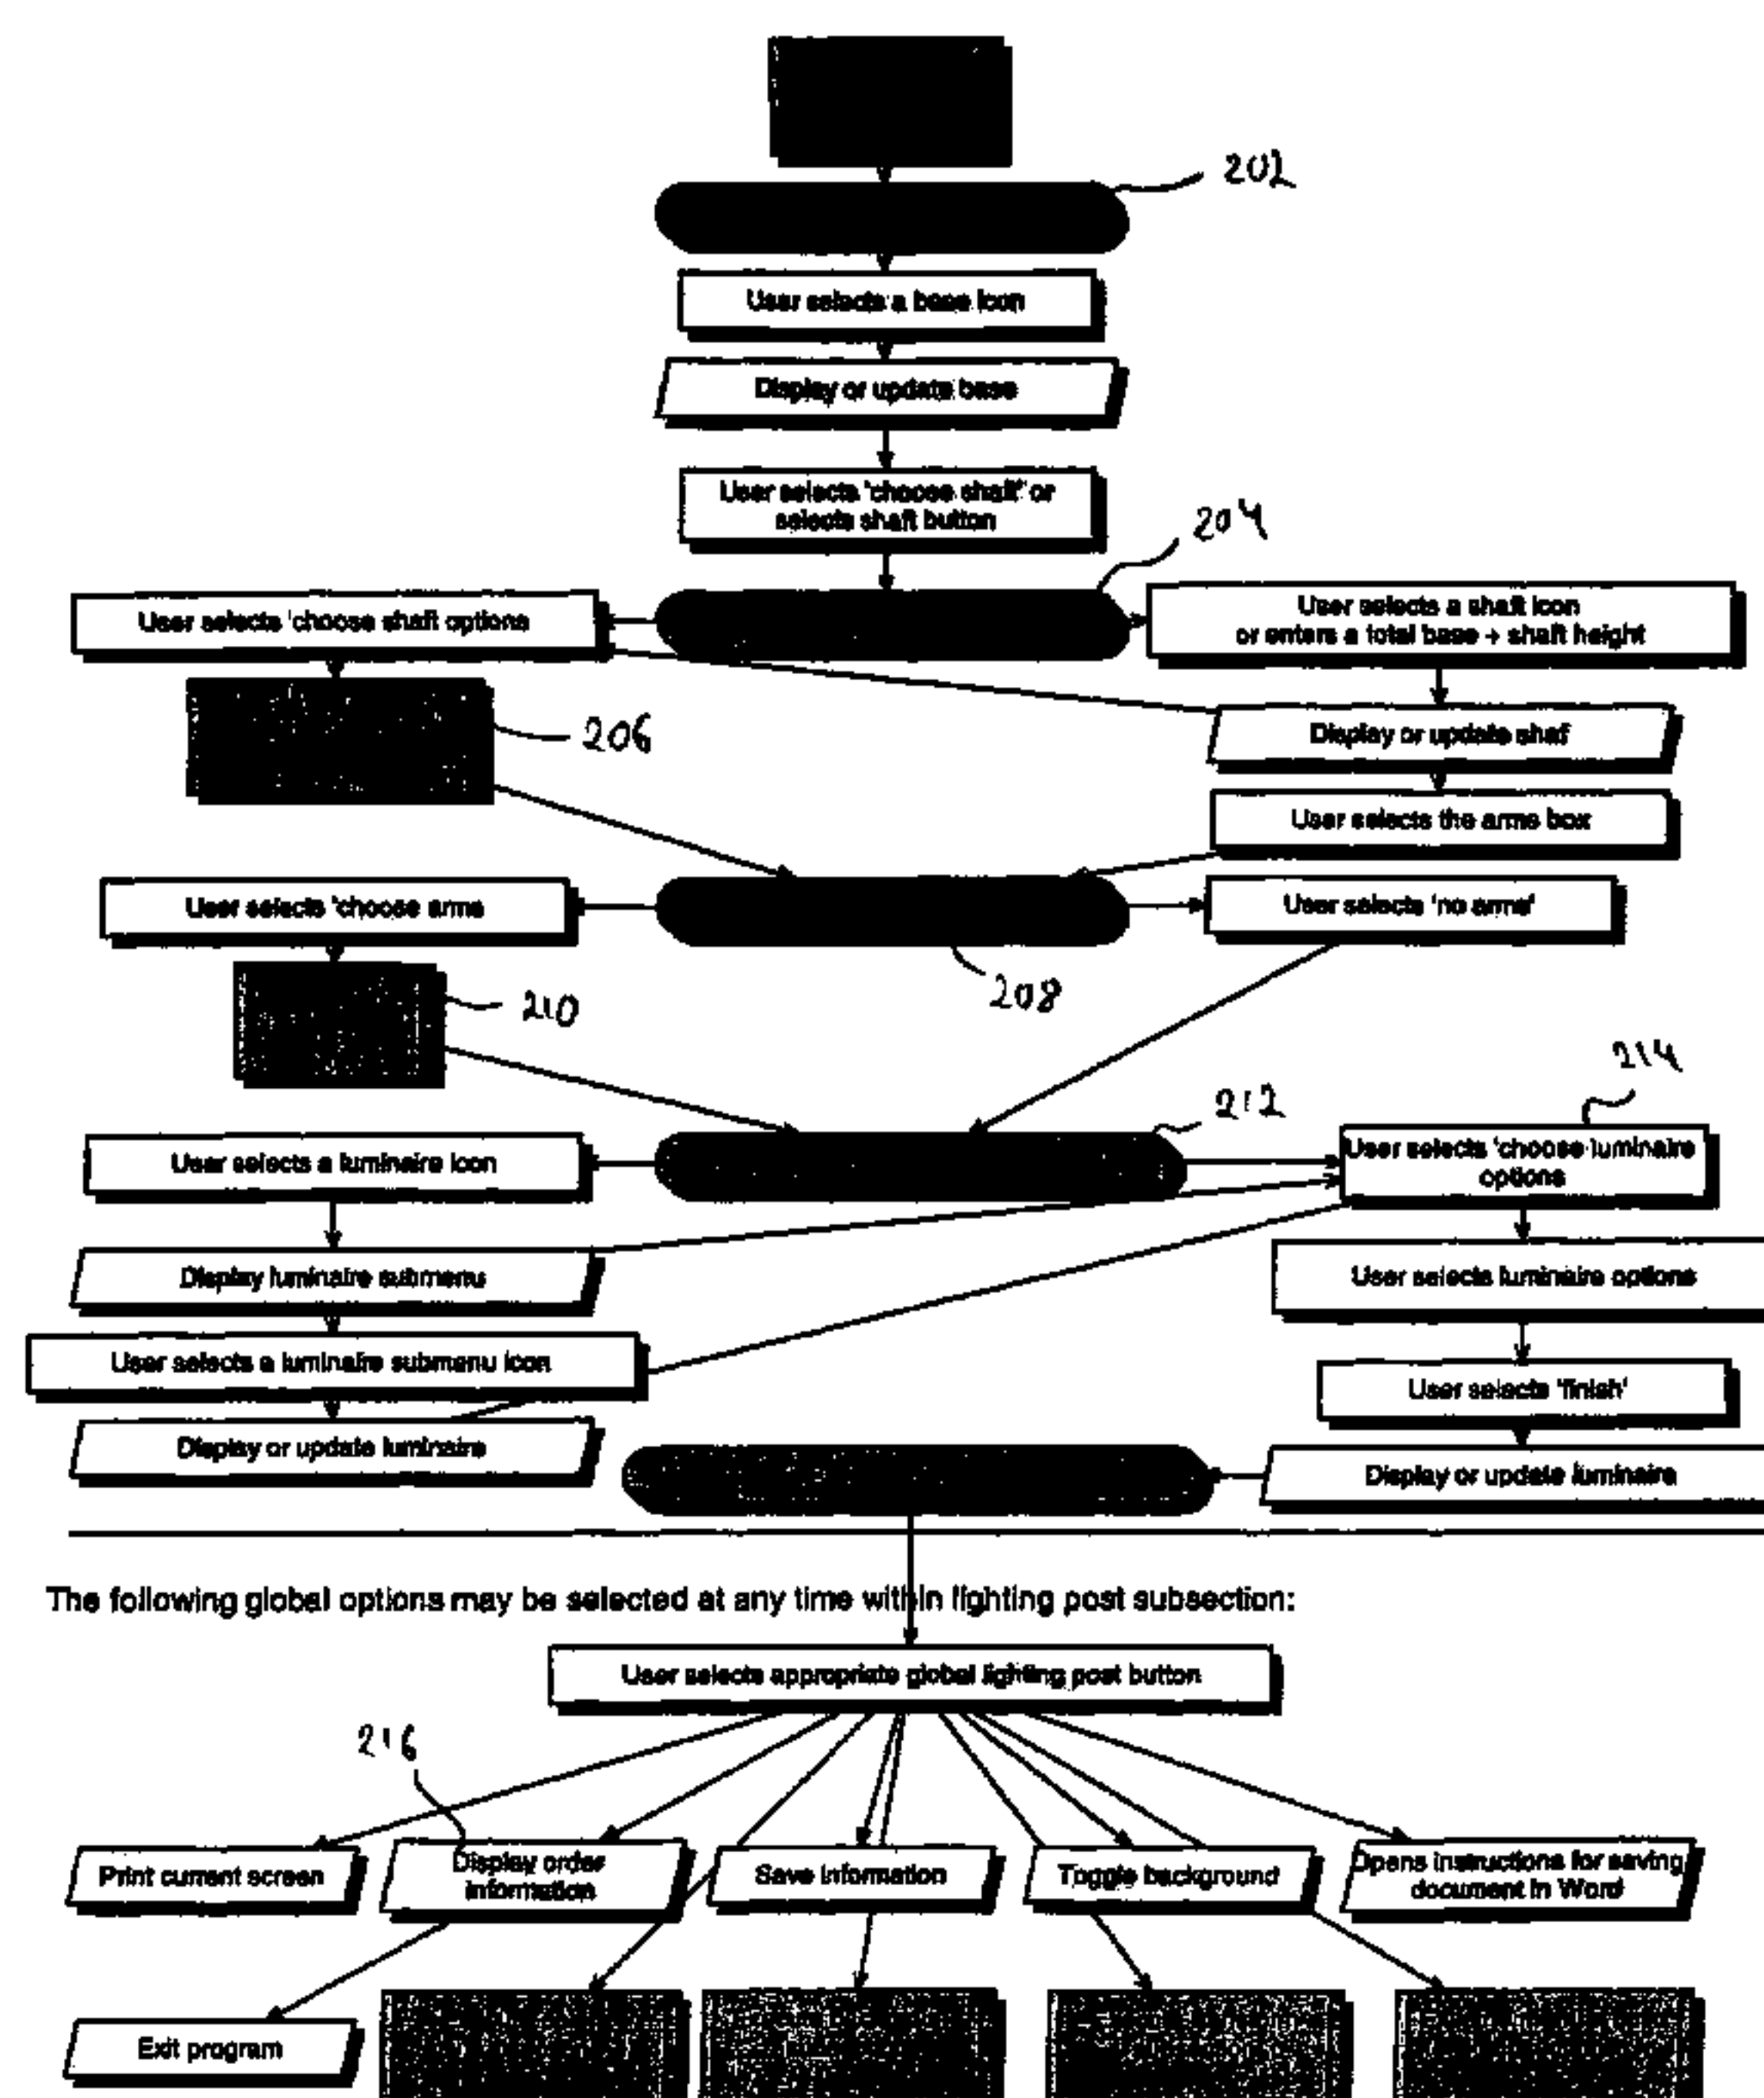 202
User selects a base icon
Display or update base
User selects 'choose shaft' or
selects shaft button
204
User selects 'choose shaft options
User selects a shaft icon
or enters a total base + shaft height
206
Display or update shaf
User selects the arms box
User selects 'choose arms
User selects 'no arms'
208
210
214
212
User selects a luminaire icon
User selects 'choose luminaire
options
Display luminaire submenu
User selects luminaire options
User selects a luminaire submenu icon
User selects 'finish'
Display or update luminaire
Display or update luminaire
The following global options may be selected at any time within lighting post subsection:
User selects appropriate global lighting post button
216
Print current screen
Display order
information
Save information
Toggle background
Opens instructions for saving
document in Word
Exit program